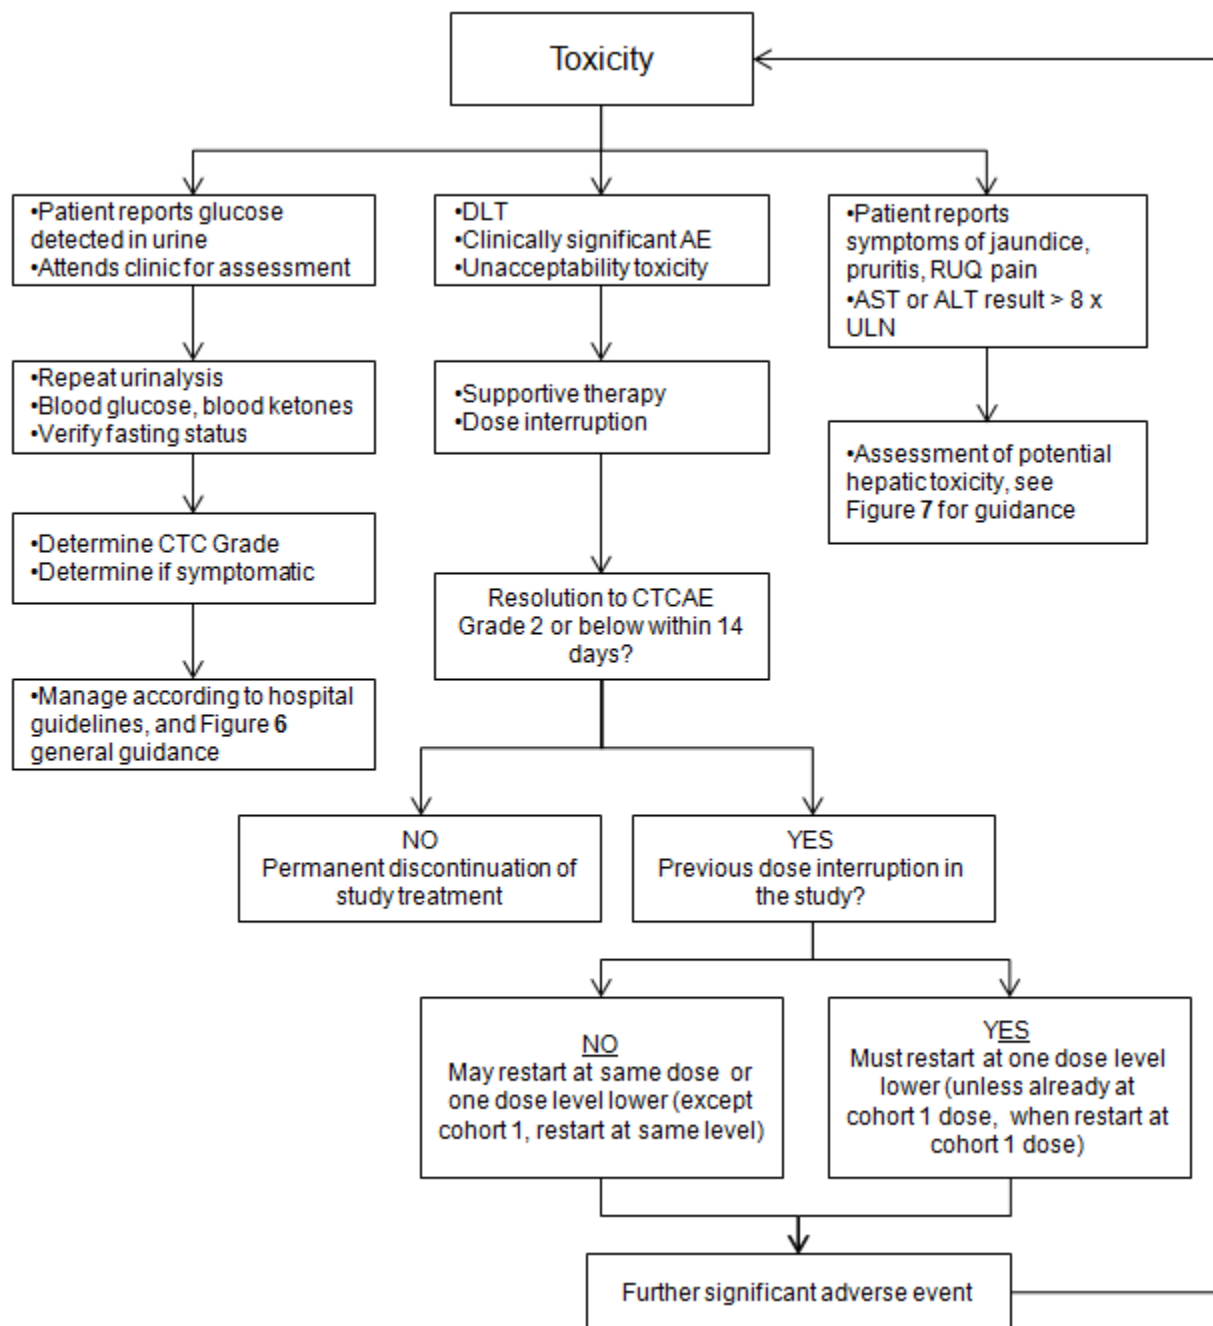 Toxicity
•Patient reports glucose
detected in urine
•Attends clinic for assessment
•DLT
•Clinically significant AE
•Unacceptability toxicity
•Patient reports
symptoms of jaundice,
pruritis, RUQ pain
•AST or ALT result > 8 x
ULN
•Repeat urinalysis
•Blood glucose, blood ketones
•Verify fasting status
•Supportive therapy
•Dose interruption
•Assessment of potential
hepatic toxicity, see
Figure 7 for guidance
•Determine CTC Grade
•Determine if symptomatic
Resolution to CTCAE
Grade 2 or below within 14
days?
•Manage according to hospital
guidelines, and Figure 6
general guidance
NO
Permanent discontinuation of
study treatment
YES
Previous dose interruption in
the study?
NO
May restart at same dose or
one dose level lower (except
cohort 1, restart at same level)
YES
Must restart at one dose level
lower (unless already at
cohort 1 dose, when restart at
cohort 1 dose)
Further significant adverse event